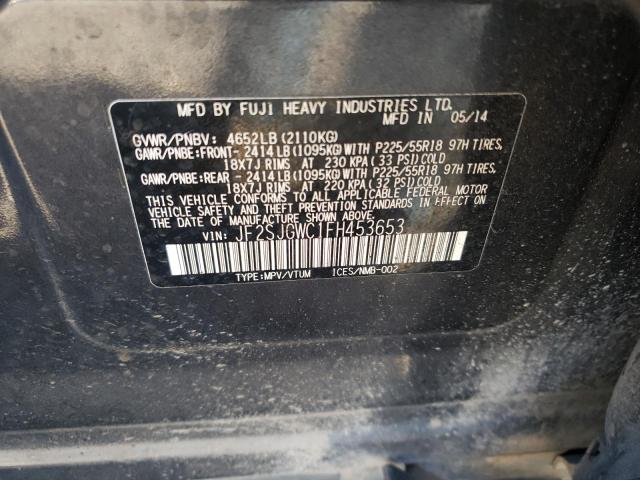 MFD BY FUJI HEAVY INDUSTRIES LTD.
MFD IN 05/14
GVWR/PNBV: 4652LB(2110KG)
GAWR/PNBE:FRONT- 2414LB(1095KG)WITH P225/55R18 97H TIRES,
18X7J RIMS AT 230 KPA(33 PSI)COLD
GAWR/PNBE:REAR - 2414LB(1095KG)WITH P225/55R18 97H TIRES,
18X7J RIMS AT 220 KPA(32 PSI)COLD
THIS VEHICLE CONFORMS TO ALL APPLICABLE FEDERAL MOTOR
VEHICLE SAFETY AND THEFT PREVENTION STANDARDS IN EFFECT
ON THE DATE OF MANUFACTURE SHOWN ABOVE.
VIN: JF2SJGWC1FH453653
TYPE:MPV/VTUM ICES/NMB-002